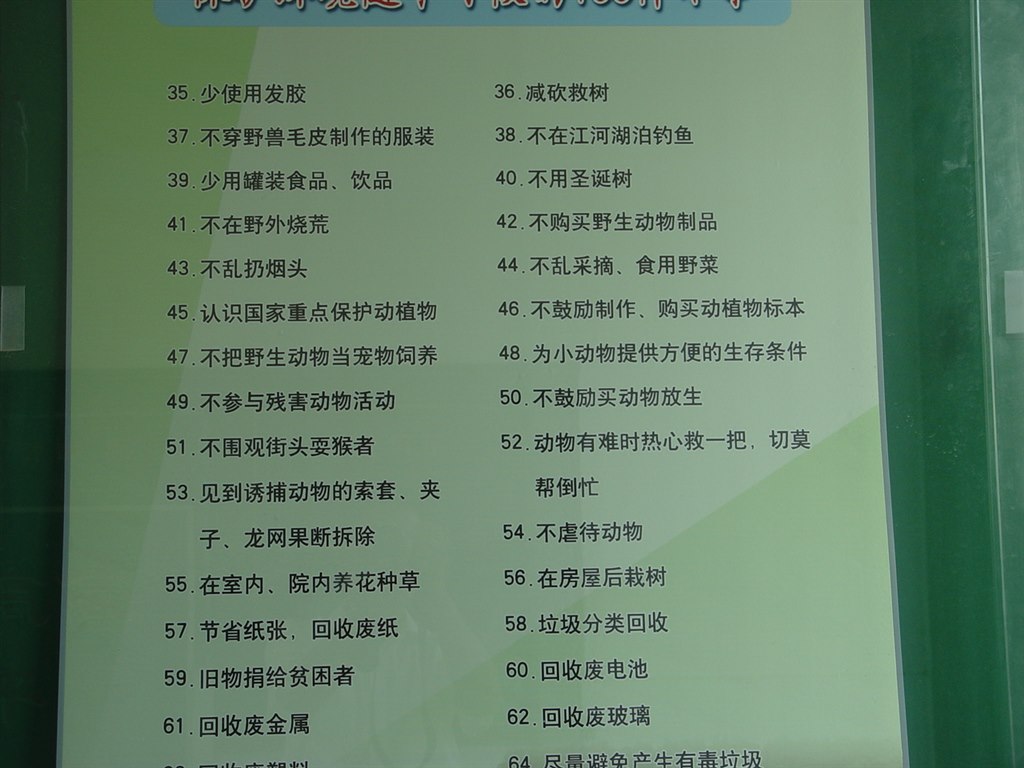 35.少使用发胶
36.减砍救树
37.不穿野兽毛皮制作的服装
38.不在江河湖泊钓鱼
39.少用罐装食品、饮品
40.不用圣诞树
41.不在野外烧荒
42.不购买野生动物制品
43.不乱扔烟头
44.不乱采摘、食用野菜
45.认识国家重点保护动植物
46.不鼓励制作、购买动植物标本
47.不把野生动物当宠物饲养
48.为小动物提供方便的生存条件
49.不参与残害动物活动
50.不鼓励买动物放生
51.不围观街头耍猴者
52.动物有难时热心救一把，切莫
帮倒忙
53.见到诱捕动物的索套、夹
子、龙网果断拆除
54.不虐待动物
55.在室内、院内养花种草
56.在房屋后栽树
57.节省纸张，回收废纸
58.垃圾分类回收
59.旧物捐给贫困者
60.回收废电池
61.回收废金属
62.回收废玻璃
回收废塑料
64.尽量避免产生有毒垃圾